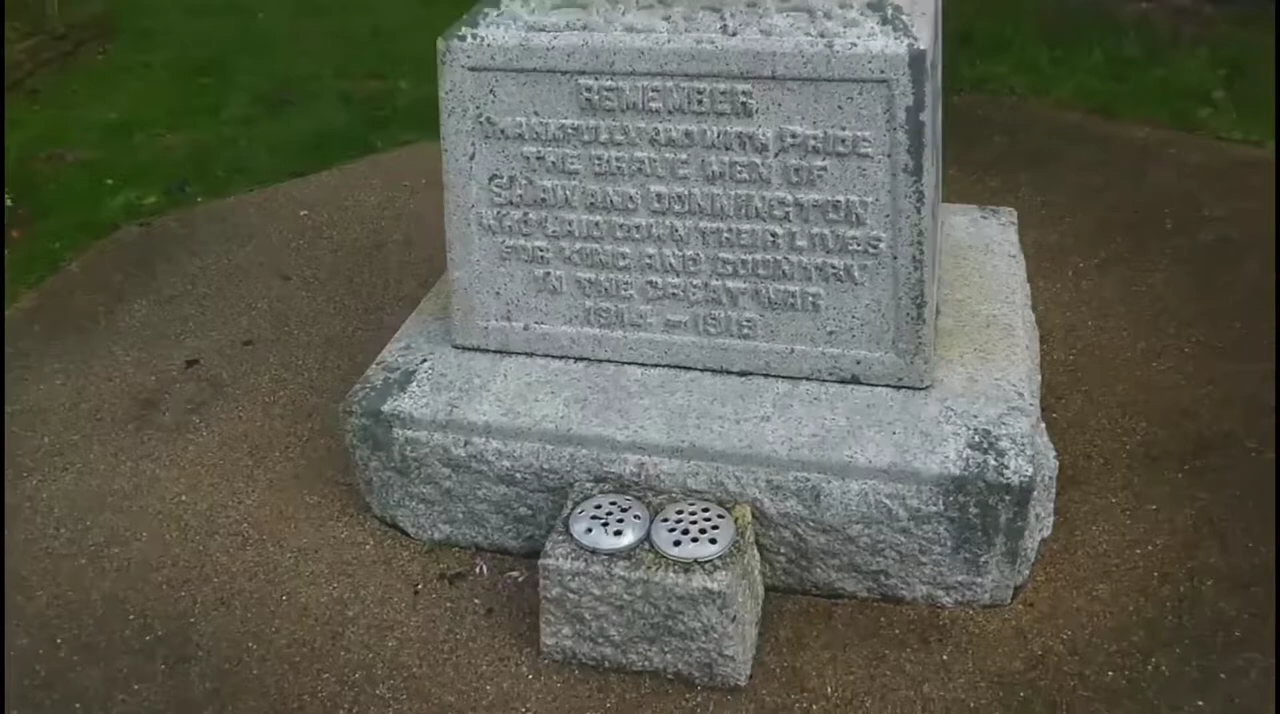 REMEMBER
THANKFULLY AND WITH PRIDE
THE BRAVE MEN OF
SHAW AND DONNINGTON
WHO LAID DOWN THEIR LIVES
FOR KING AND COUNTRY
IN THE GREAT WAR
1914 - 1918